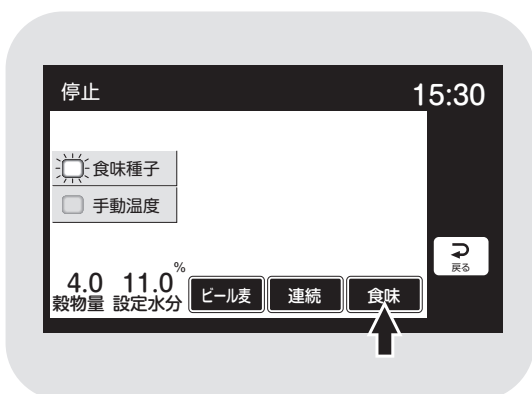 停止 15:30
食味種子
手動温度
戻る
4.0 11.0%
穀物量 設定水分
ビール麦 連続 食味